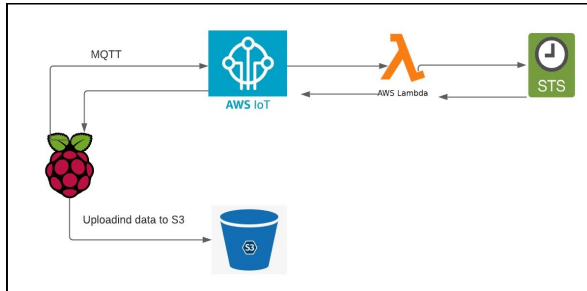 MQTT
AWS IoT
AWS Lambda
STS
Uploadind data to S3
S3